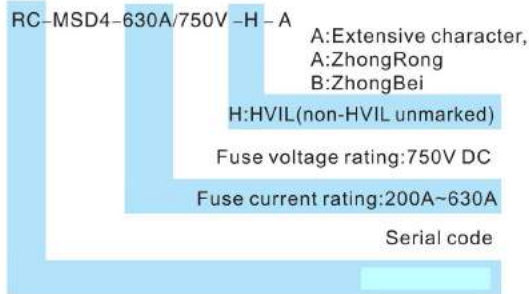 RC-MSD4-630A/750V-H-A
A:Extensive character,
A:ZhongRong
B:ZhongBei
H:HVIL(non-HVIL unmarked)
Fuse voltage rating:750V DC
Fuse current rating:200A~630A
Serial code